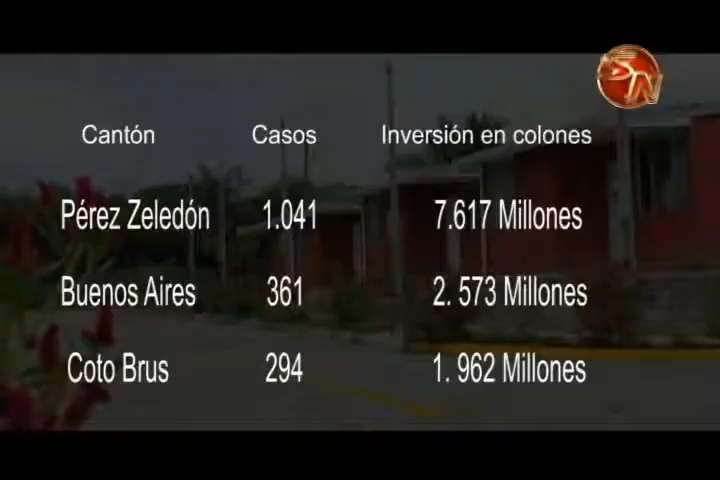 SN
Cantón Casos Inversión en colones
Pérez Zeledón 1.041 7.617 Millones
Buenos Aires 361 2. 573 Millones
Coto Brus 294 1. 962 Millones